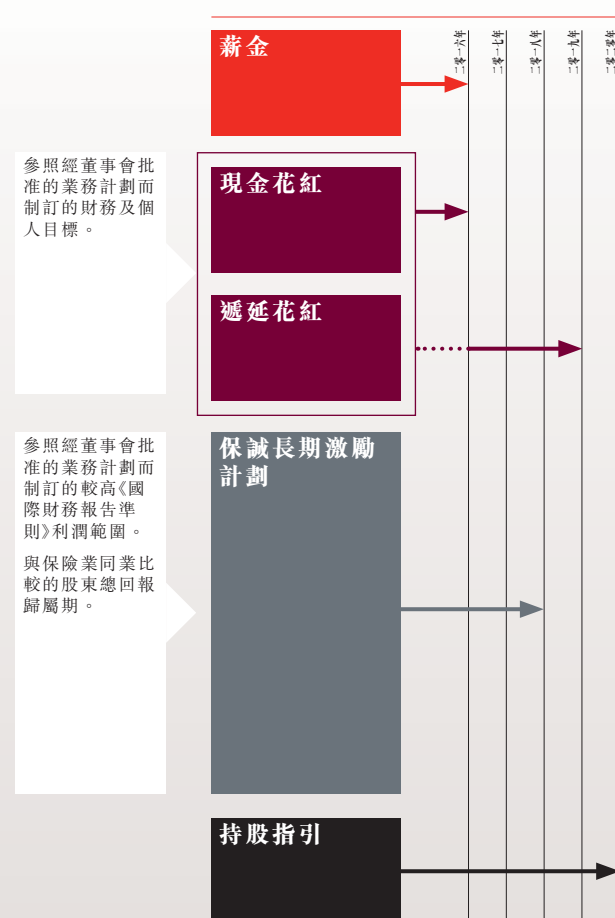 薪金
二零一六年
二零一七年
二零一八年
二零一九年
二零二零年
參照經董事會批
准的業務計劃而
制訂的財務及個
人目標。
現金花紅
遞延花紅
參照經董事會批
准的業務計劃而
制訂的較高《國
際財務報告準
則》利潤範圍。
與保險業同業比
較的股東總回報
歸屬期。
保誠長期激勵
計劃
持股指引